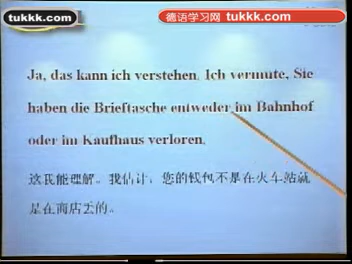 tukkk.com
德语学习网 tukkk.com
Ja, das kann ich verstehen. Ich vermute, Sie
haben die Brieftasche entweder im Bahnhof
oder im Kaufhaus verloren.
这我能理解。我估计，您的钱包不是在火车站就
是在商店丢的。